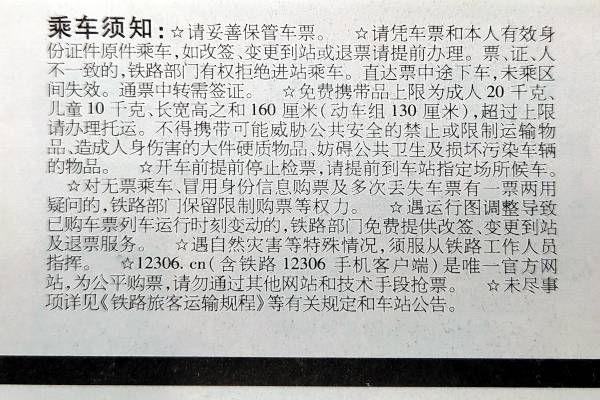 乘车须知：☆请妥善保管车票。　☆请凭车票和本人有效身
份证件原件乘车，如改签、变更到站或退票请提前办理。票、证、人
不一致的，铁路部门有权拒绝进站乘车。直达票中途下车，未乘区
间失效。通票中转需签证。　☆免费携带品上限为成人 20 千克、
儿童 10 千克、长宽高之和 160 厘米（动车组 130 厘米），超过上限
请办理托运。不得携带可能威胁公共安全的禁止或限制运输物
品、造成人身伤害的大件硬质物品、妨碍公共卫生及损坏污染车辆
的物品。　☆开车前提前停止检票，请提前到车站指定场所候车。
☆对无票乘车、冒用身份信息购票及多次丢失车票有一票两用
疑问的，铁路部门保留限制购票等权力。　☆遇运行图调整导致
已购车票列车运行时刻变动的，铁路部门免费提供改签、变更到站
及退票服务。　☆遇自然灾害等特殊情况，须服从铁路工作人员
指挥。　☆12306.cn（含铁路 12306 手机客户端）是唯一官方网
站，为公平购票，请勿通过其他网站和技术手段抢票。　☆未尽事
项详见《铁路旅客运输规程》等有关规定和车站公告。